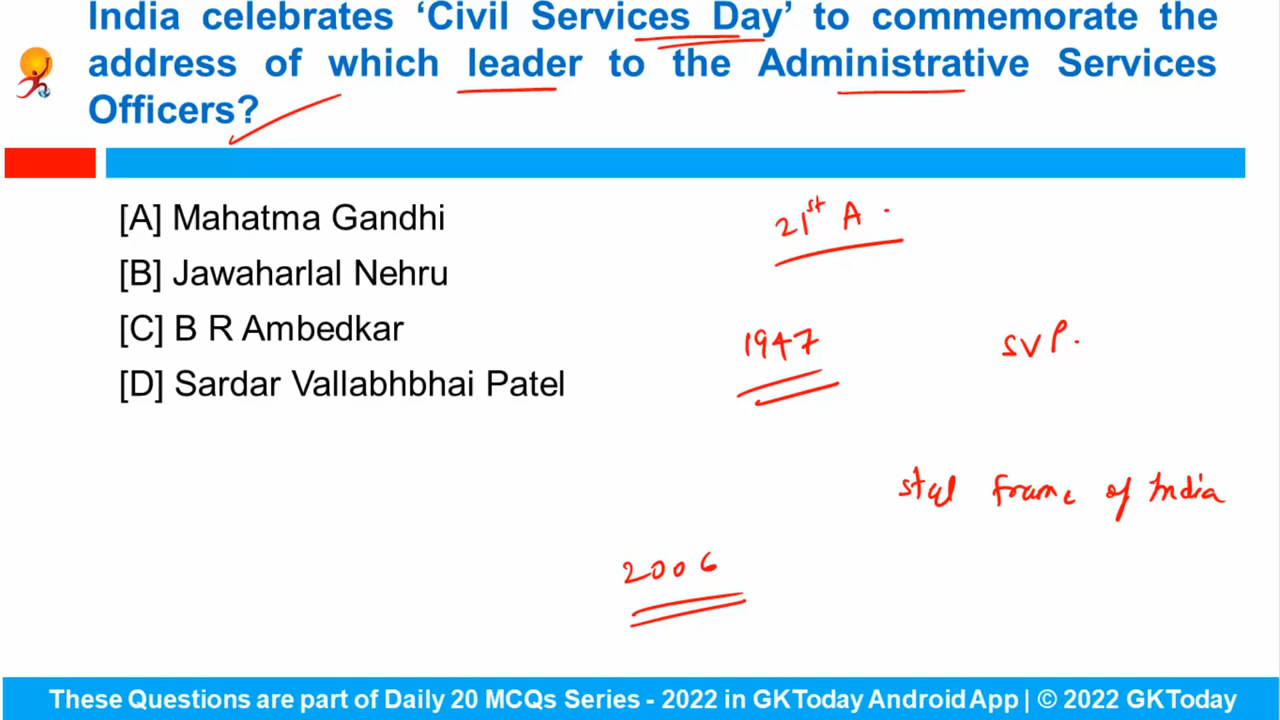 India celebrates ‘Civil Services Day’ to commemorate the
address of which leader to the Administrative Services
Officers?
[A] Mahatma Gandhi
[B] Jawaharlal Nehru
[C] B R Ambedkar
[D] Sardar Vallabhbhai Patel
21st A.
1947
SVP.
steel frame of India
2006
These Questions are part of Daily 20 MCQs Series - 2022 in GKToday Android App | © 2022 GKToday